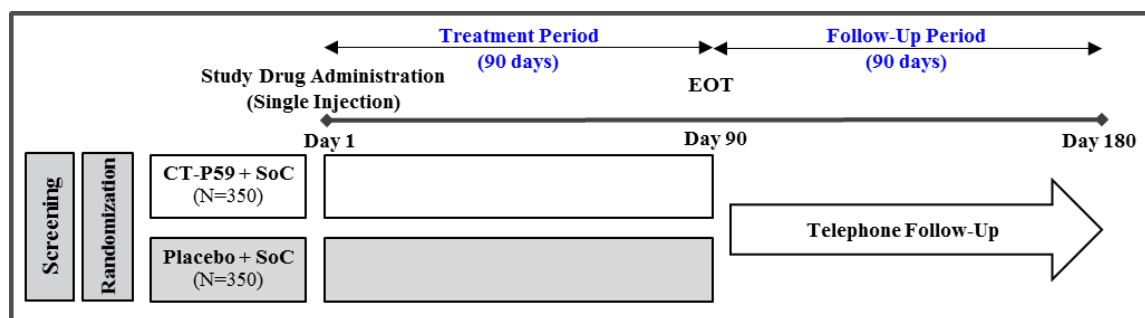 Treatment Period
(90 days)
Follow-Up Period
(90 days)
Study Drug Administration
(Single Injection)
EOT
Day 1
Day 90
Day 180
Screening
Randomization
CT-P59 + SoC
(N=350)
Placebo + SoC
(N=350)
Telephone Follow-Up